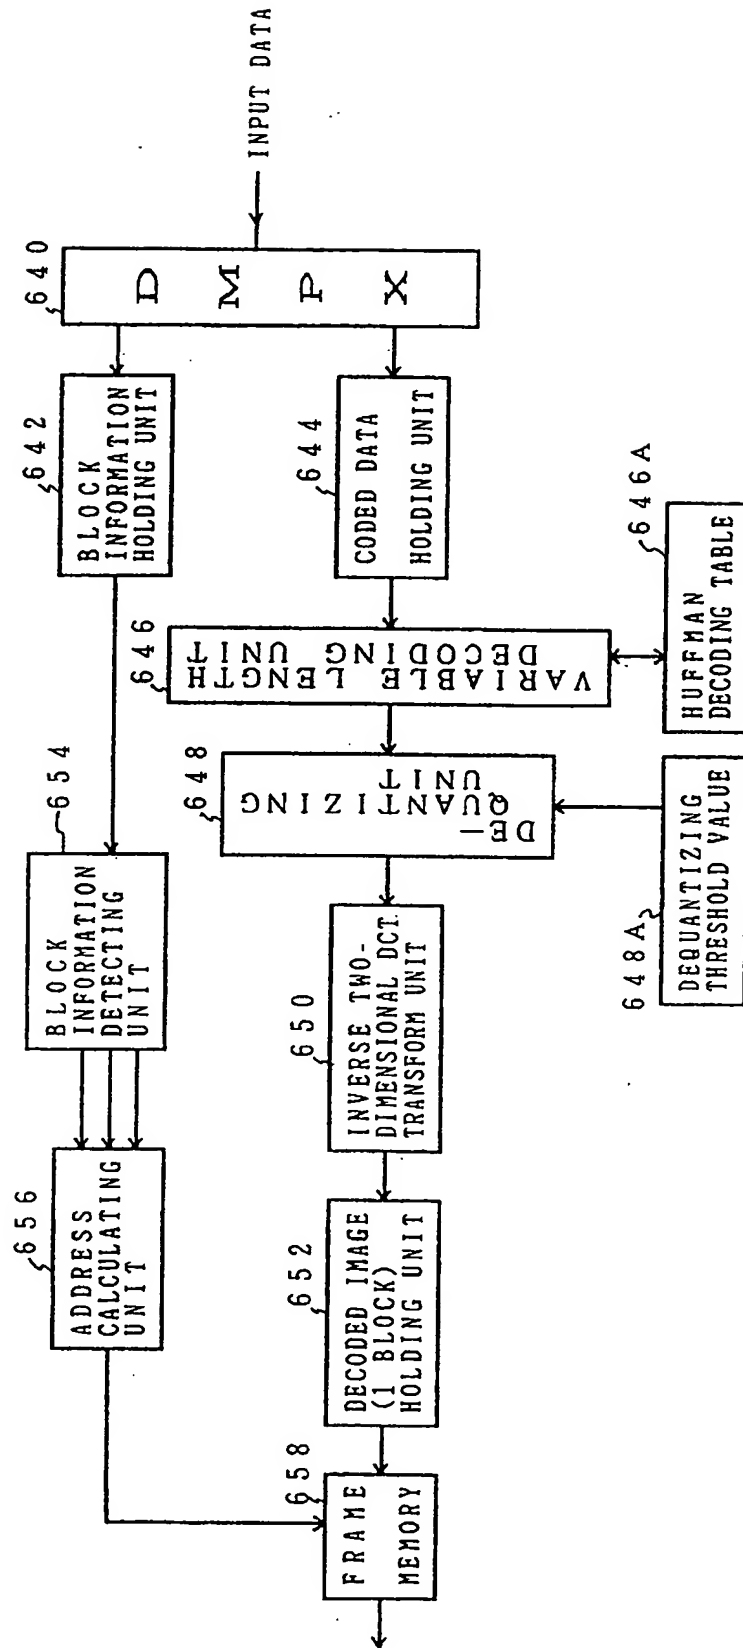 INPUT DATA
640
D
M
P
X
642
BLOCK
INFORMATION
HOLDING UNIT
644
CODED DATA
HOLDING UNIT
646
VARIABLE LENGTH
DECODING UNIT
646A
HUFFMAN
DECODING TABLE
648
DE-
QUANTIZING
UNIT
648A
DEQUANTIZING
THRESHOLD VALUE
654
BLOCK
INFORMATION
DETECTING
UNIT
650
INVERSE TWO-
DIMENSIONAL DCT
TRANSFORM UNIT
656
ADDRESS
CALCULATING
UNIT
652
DECODED IMAGE
(1 BLOCK)
HOLDING UNIT
658
FRAME
MEMORY